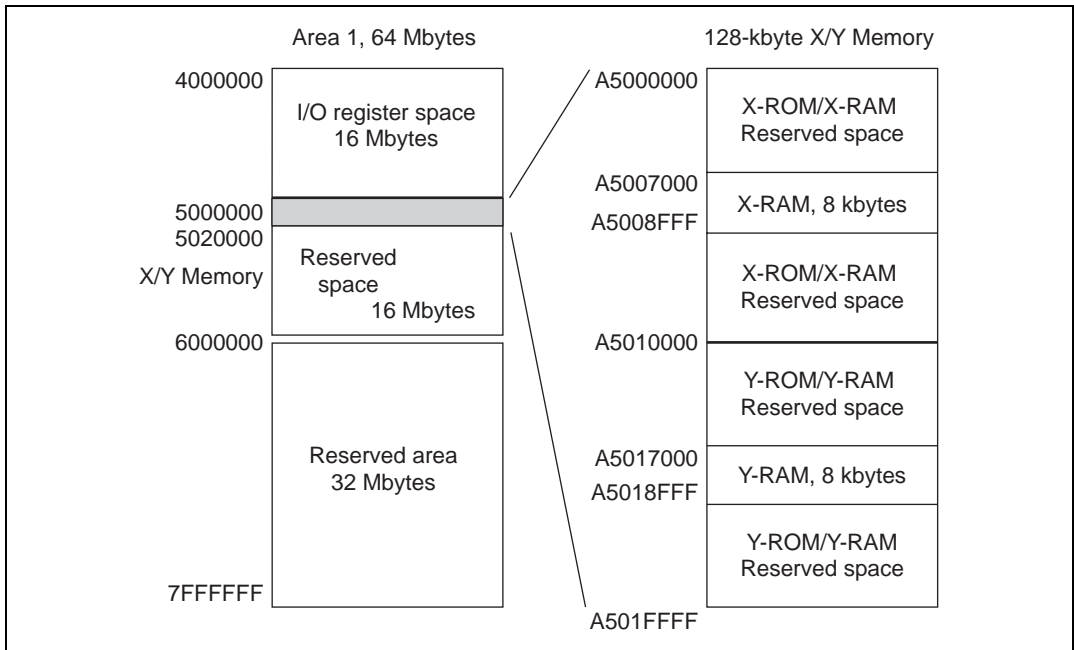 Area 1, 64 Mbytes
4000000
I/O register space
16 Mbytes
5000000
5020000
X/Y Memory
Reserved
space
16 Mbytes
6000000
Reserved area
32 Mbytes
7FFFFFF
128-kbyte X/Y Memory
A5000000
X-ROM/X-RAM
Reserved space
A5007000
X-RAM, 8 kbytes
A5008FFF
X-ROM/X-RAM
Reserved space
A5010000
Y-ROM/Y-RAM
Reserved space
A5017000
Y-RAM, 8 kbytes
A5018FFF
Y-ROM/Y-RAM
Reserved space
A501FFFF